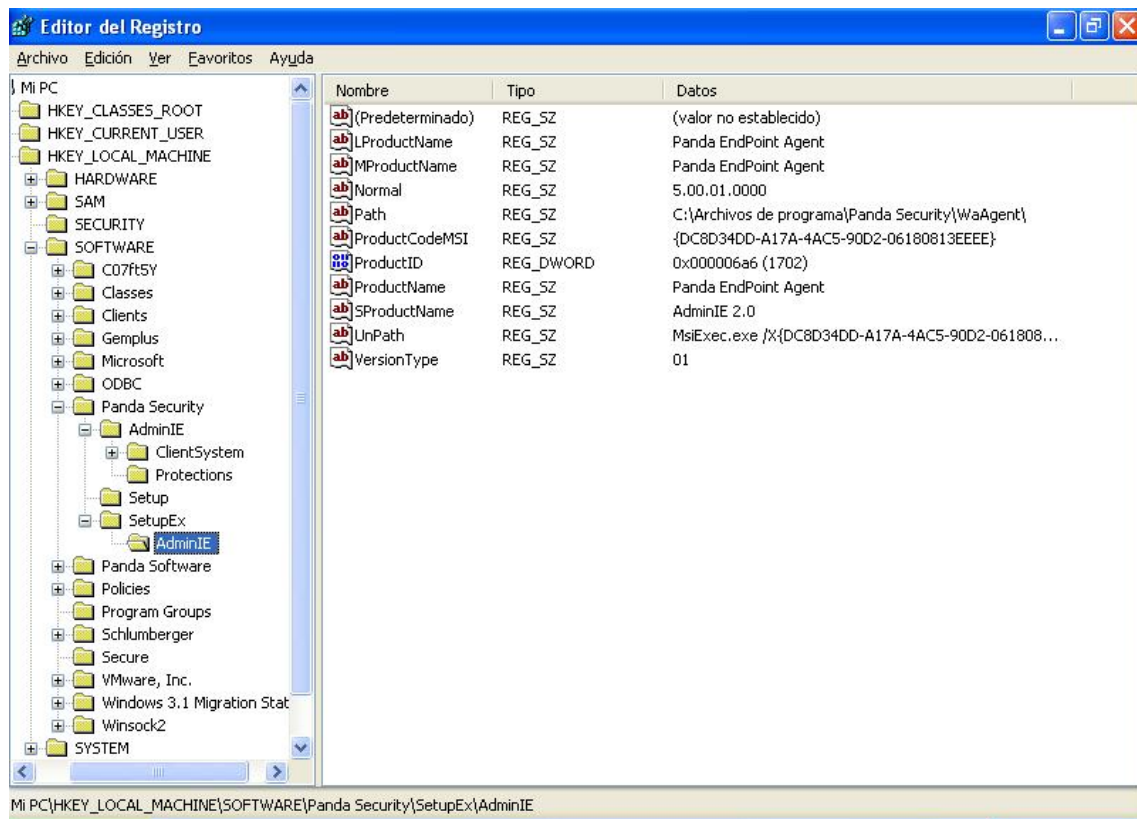 Editor del Registro
Archivo Edición Ver Favoritos Ayuda
Mi PC
HKEY_CLASSES_ROOT
HKEY_CURRENT_USER
HKEY_LOCAL_MACHINE
HARDWARE
SAM
SECURITY
SOFTWARE
C07ft5Y
Classes
Clients
Gemplus
Microsoft
ODBC
Panda Security
AdminIE
ClientSystem
Protections
Setup
SetupEx
AdminIE
Panda Software
Policies
Program Groups
Schlumberger
Secure
VMware, Inc.
Windows 3.1 Migration Stat
Winsock2
SYSTEM
Nombre Tipo Datos
(Predeterminado) REG_SZ (valor no establecido)
LProductName REG_SZ Panda EndPoint Agent
MProductName REG_SZ Panda EndPoint Agent
Normal REG_SZ 5.00.01.0000
Path REG_SZ C:\Archivos de programa\Panda Security\WaAgent\
ProductCodeMSI REG_SZ {DC8D34DD-A17A-4AC5-90D2-06180813EEEE}
ProductID REG_DWORD 0x000006a6 (1702)
ProductName REG_SZ Panda EndPoint Agent
SProductName REG_SZ AdminIE 2.0
UnPath REG_SZ MsiExec.exe /X{DC8D34DD-A17A-4AC5-90D2-061808...
VersionType REG_SZ 01
Mi PC\HKEY_LOCAL_MACHINE\SOFTWARE\Panda Security\SetupEx\AdminIE